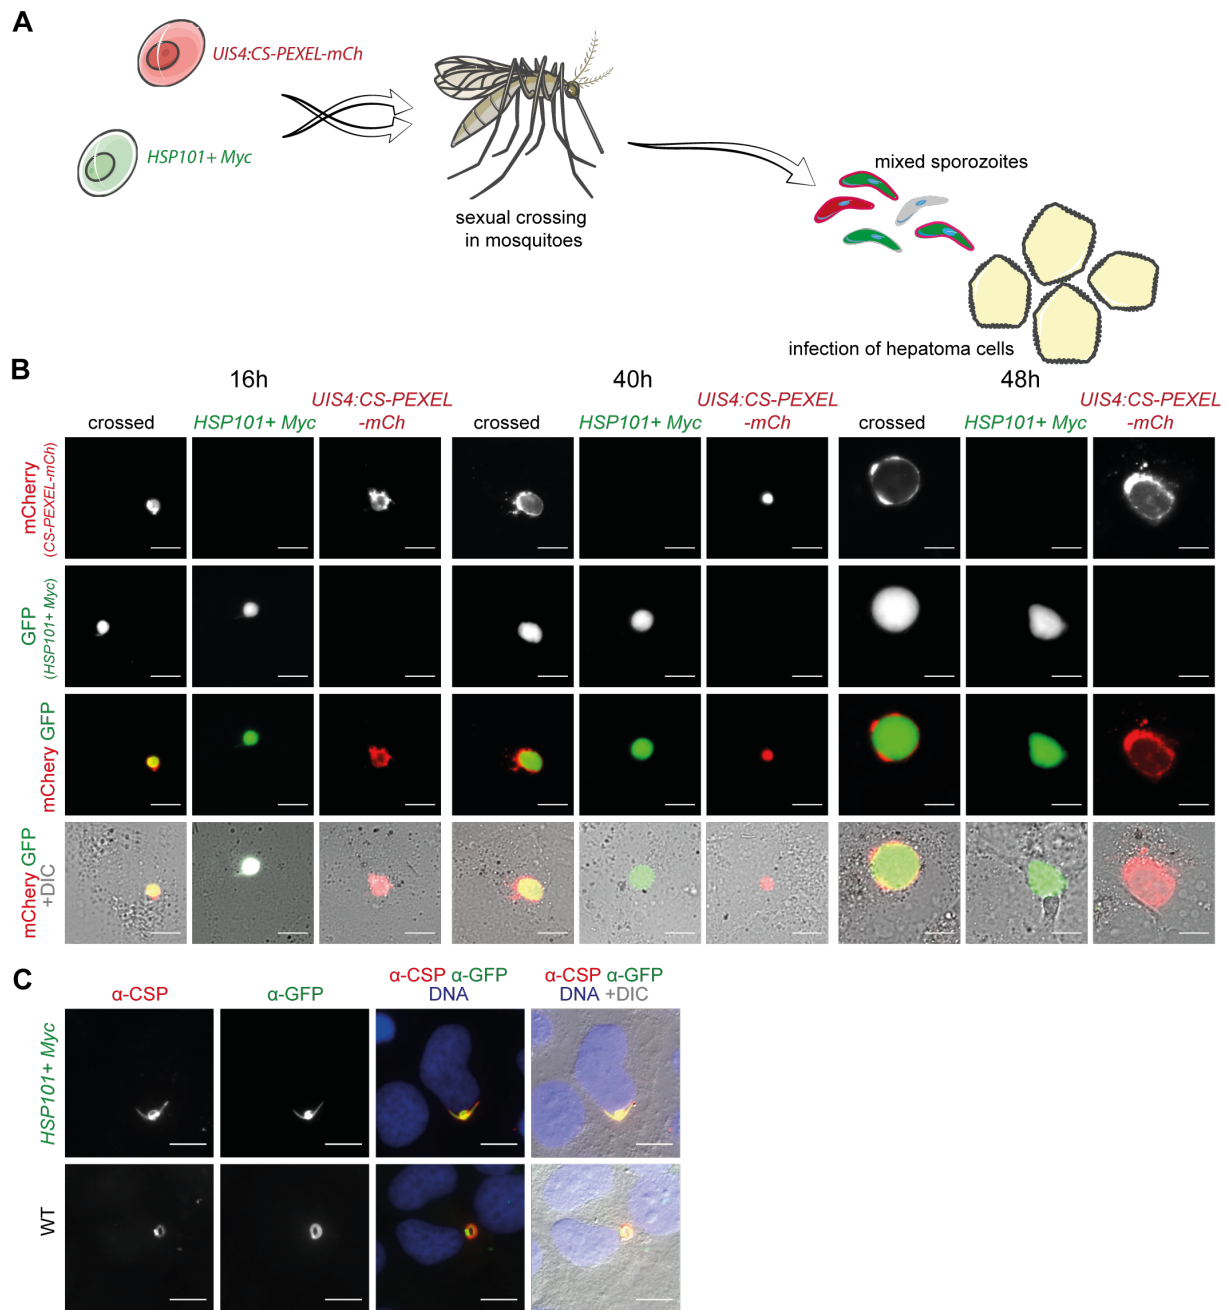 A
UIS4:CS-PEXEL-mCh
HSP101+ Myc
sexual crossing
in mosquitoes
mixed sporozoites
infection of hepatoma cells
B
16h
40h
48h
crossed
HSP101+ Myc
UIS4:CS-PEXEL
-mCh
crossed
HSP101+ Myc
UIS4:CS-PEXEL
-mCh
crossed
HSP101+ Myc
UIS4:CS-PEXEL
-mCh
mCherry
(CS-PEXEL-mCh)
GFP
(HSP101+ Myc)
mCherry GFP
mCherry GFP
+DIC
C
α-CSP
α-GFP
α-CSP α-GFP
DNA
α-CSP α-GFP
DNA +DIC
HSP101+ Myc
WT